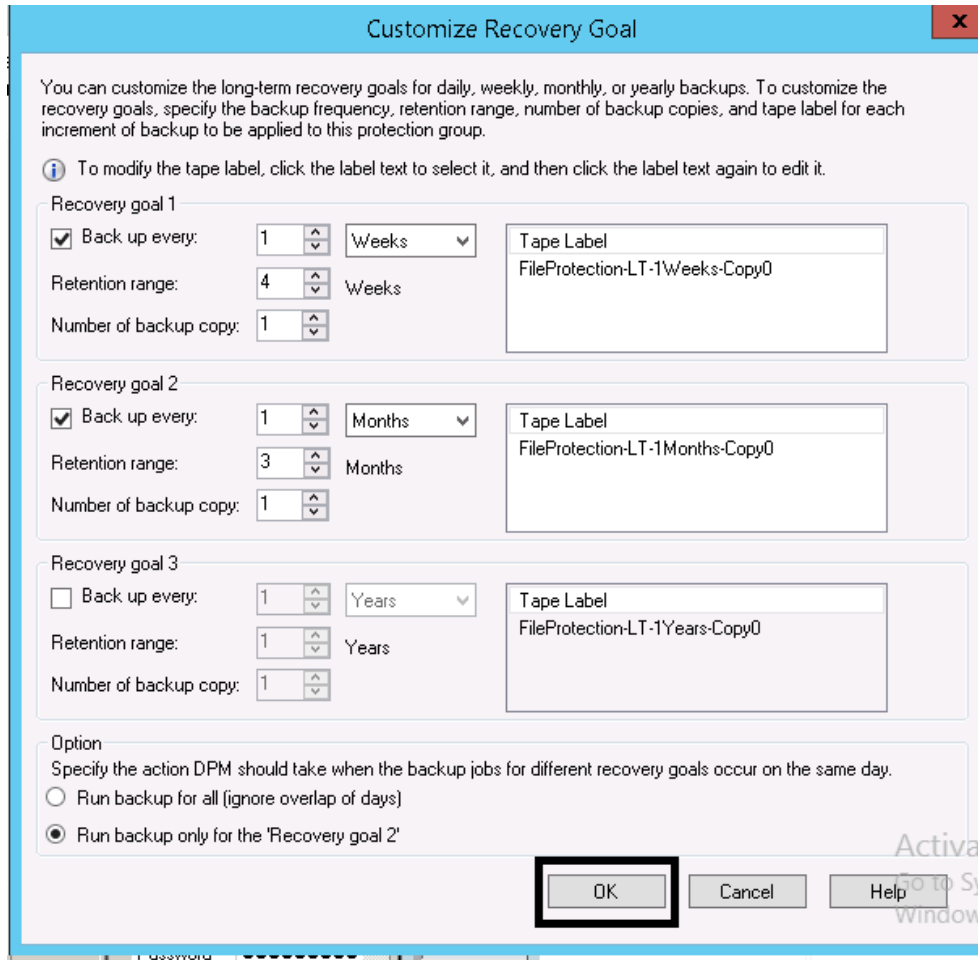 Customize Recovery Goal
x
You can customize the long-term recovery goals for daily, weekly, monthly, or yearly backups. To customize the
recovery goals, specify the backup frequency, retention range, number of backup copies, and tape label for each
increment of backup to be applied to this protection group.
To modify the tape label, click the label text to select it, and then click the label text again to edit it.
Recovery goal 1
Back up every: 1 Weeks
Retention range: 4 Weeks
Number of backup copy: 1
Tape Label
FileProtection-LT-1Weeks-Copy0
Recovery goal 2
Back up every: 1 Months
Retention range: 3 Months
Number of backup copy: 1
Tape Label
FileProtection-LT-1Months-Copy0
Recovery goal 3
Back up every: 1 Years
Retention range: 1 Years
Number of backup copy: 1
Tape Label
FileProtection-LT-1Years-Copy0
Option
Specify the action DPM should take when the backup jobs for different recovery goals occur on the same day.
Run backup for all (ignore overlap of days)
Run backup only for the 'Recovery goal 2'
Activa
OK Cancel Help
Go to Sy
Window
Password